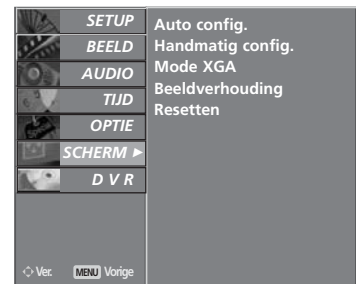 SETUP
BEELD
AUDIO
TIJD
OPTIE
SCHERM ►
D V R
Ver. MENU Vorige
Auto config.
Handmatig config.
Mode XGA
Beeldverhouding
Resetten